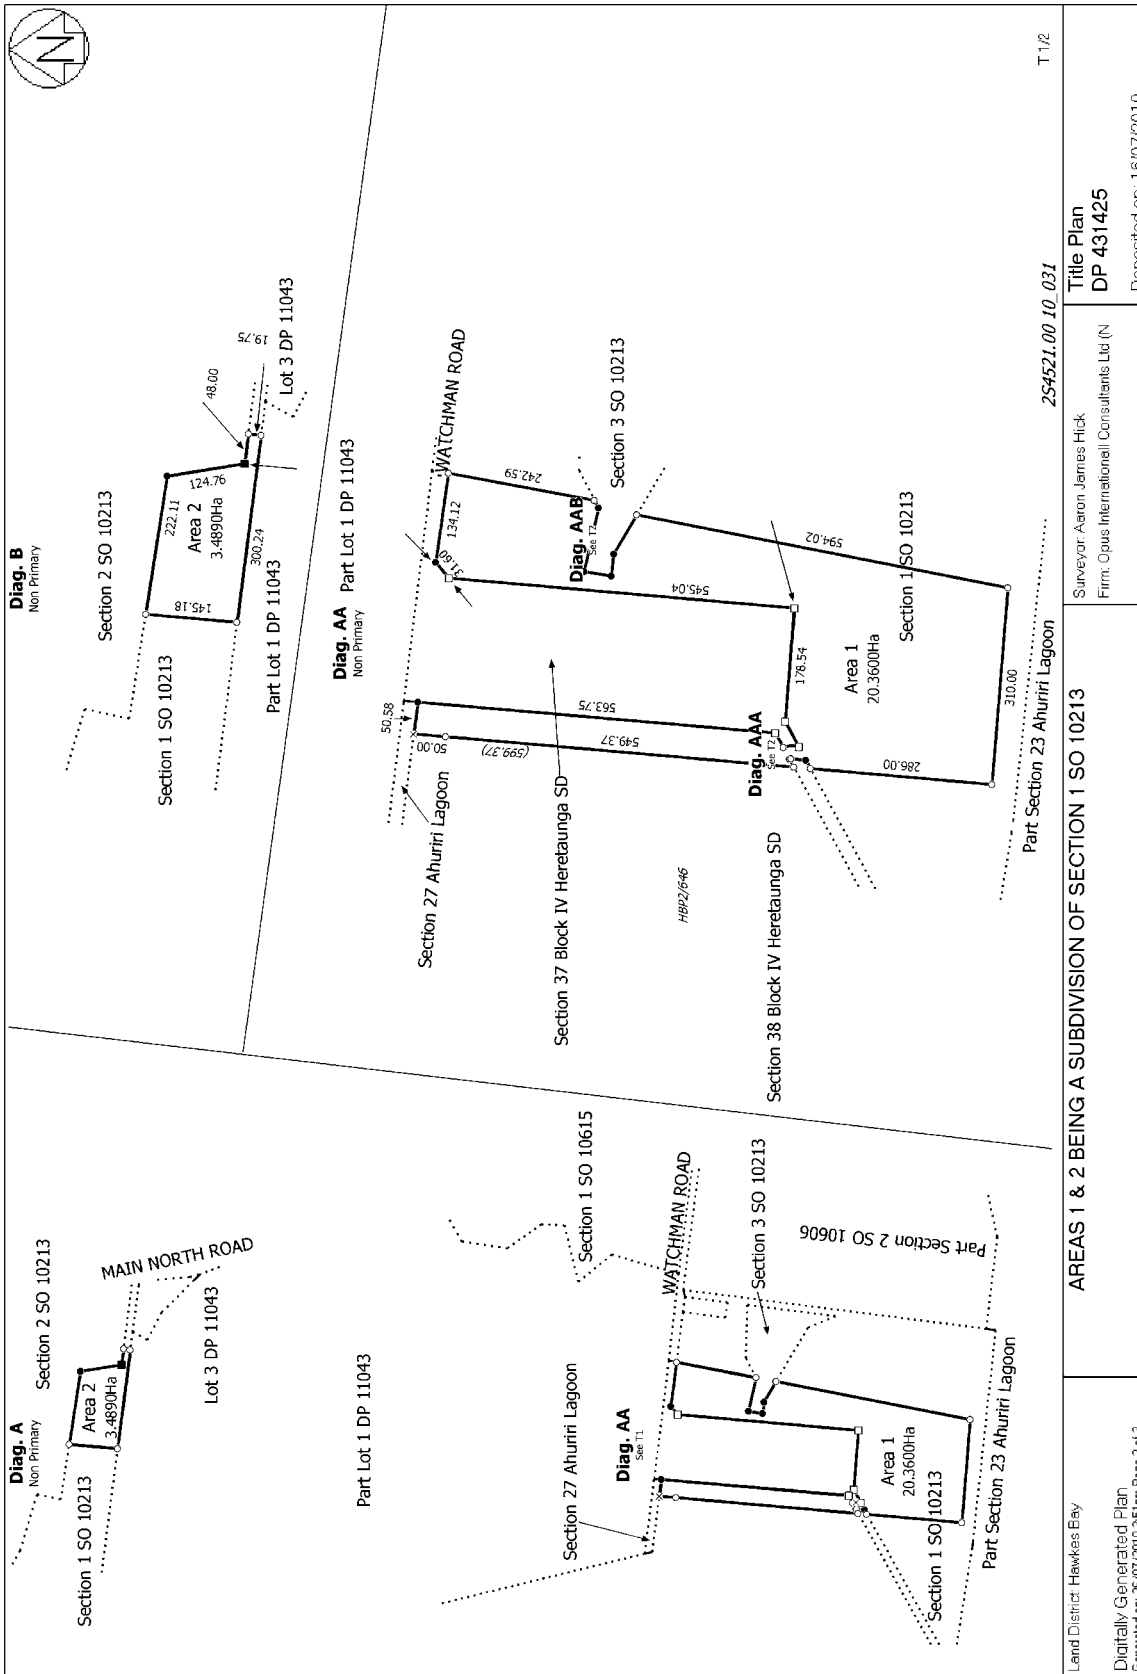 Diag. A
Non Primary
Section 2 SO 10213
MAIN NORTH ROAD
Area 2
3.4890Ha
Section 1 SO 10213
Lot 3 DP 11043
Part Lot 1 DP 11043
Section 1 SO 10615
WATCHMAN ROAD
Section 3 SO 10213
Part Section 2 SO 10606
Section 27 Ahuriri Lagoon
Diag. AA
See T1
Area 1
20.3600Ha
Section 1 SO 10213
Part Section 23 Ahuriri Lagoon
Diag. B
Non Primary
Section 2 SO 10213
Section 1 SO 10213
222.11
124.76
48.00
19.75
Area 2
3.4890Ha
145.18
300.24
Lot 3 DP 11043
Part Lot 1 DP 11043
Diag. AA
Non Primary
Part Lot 1 DP 11043
WATCHMAN ROAD
50.58
134.12
31.60
242.59
Section 3 SO 10213
Diag. AAB
See T2
50.00
549.37
(599.37)
563.75
545.04
594.02
178.54
Section 27 Ahuriri Lagoon
Section 37 Block IV Heretaunga SD
HBP2/646
Diag. AAA
See T2
Section 38 Block IV Heretaunga SD
Area 1
20.3600Ha
Section 1 SO 10213
286.00
310.00
Part Section 23 Ahuriri Lagoon
N
T 1/2
2S4521.00 10_031
Land District: Hawkes Bay
Digitally Generated Plan
AREAS 1 & 2 BEING A SUBDIVISION OF SECTION 1 SO 10213
Surveyor: Aaron James Hick
Firm: Opus International Consultants Ltd (N
Title Plan
DP 431425